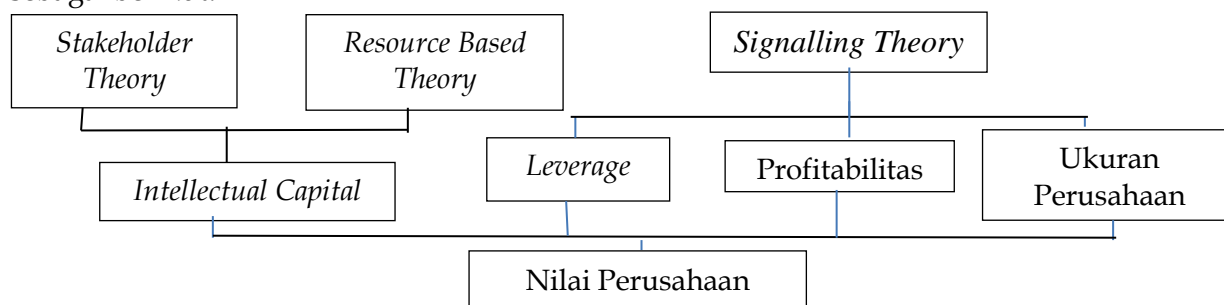 Stakeholder
Theory
Resource Based
Theory
Signalling Theory
Intellectual Capital
Leverage
Profitabilitas
Ukuran
Perusahaan
Nilai Perusahaan